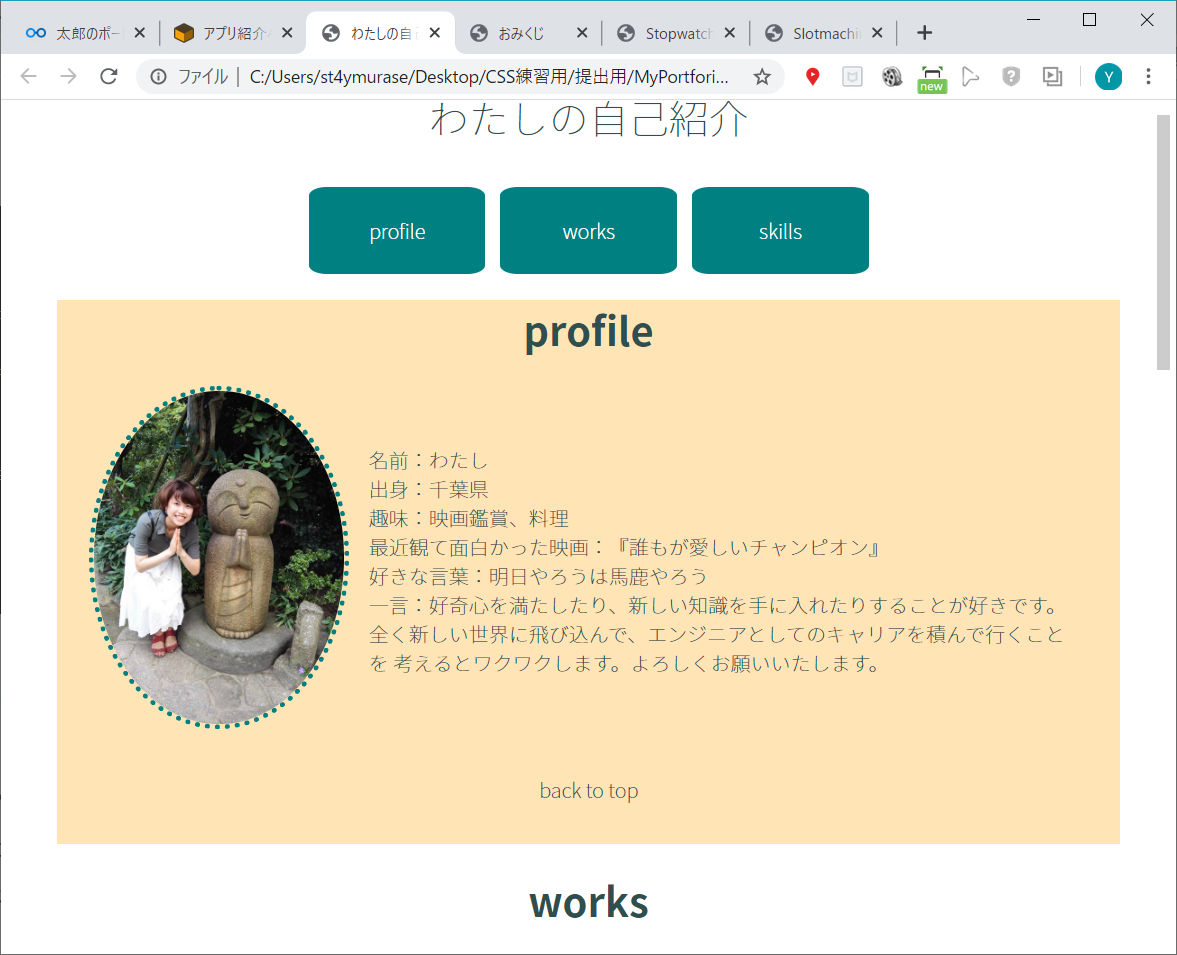 太郎のポー
アプリ紹介
わたしの自
おみくじ
Stopwatch
Slotmachi
ファイル | C:/Users/st4ymurase/Desktop/CSS練習用/提出用/MyPortfori...
new
Y
わたしの自己紹介
profile works skills
profile
名前：わたし
出身：千葉県
趣味：映画鑑賞、料理
最近観て面白かった映画：『誰もが愛しいチャンピオン』
好きな言葉：明日やろうは馬鹿やろう
一言：好奇心を満たしたり、新しい知識を手に入れたりすることが好きです。
全く新しい世界に飛び込んで、エンジニアとしてのキャリアを積んで行くこと
を 考えるとワクワクします。よろしくお願いいたします。
back to top
works